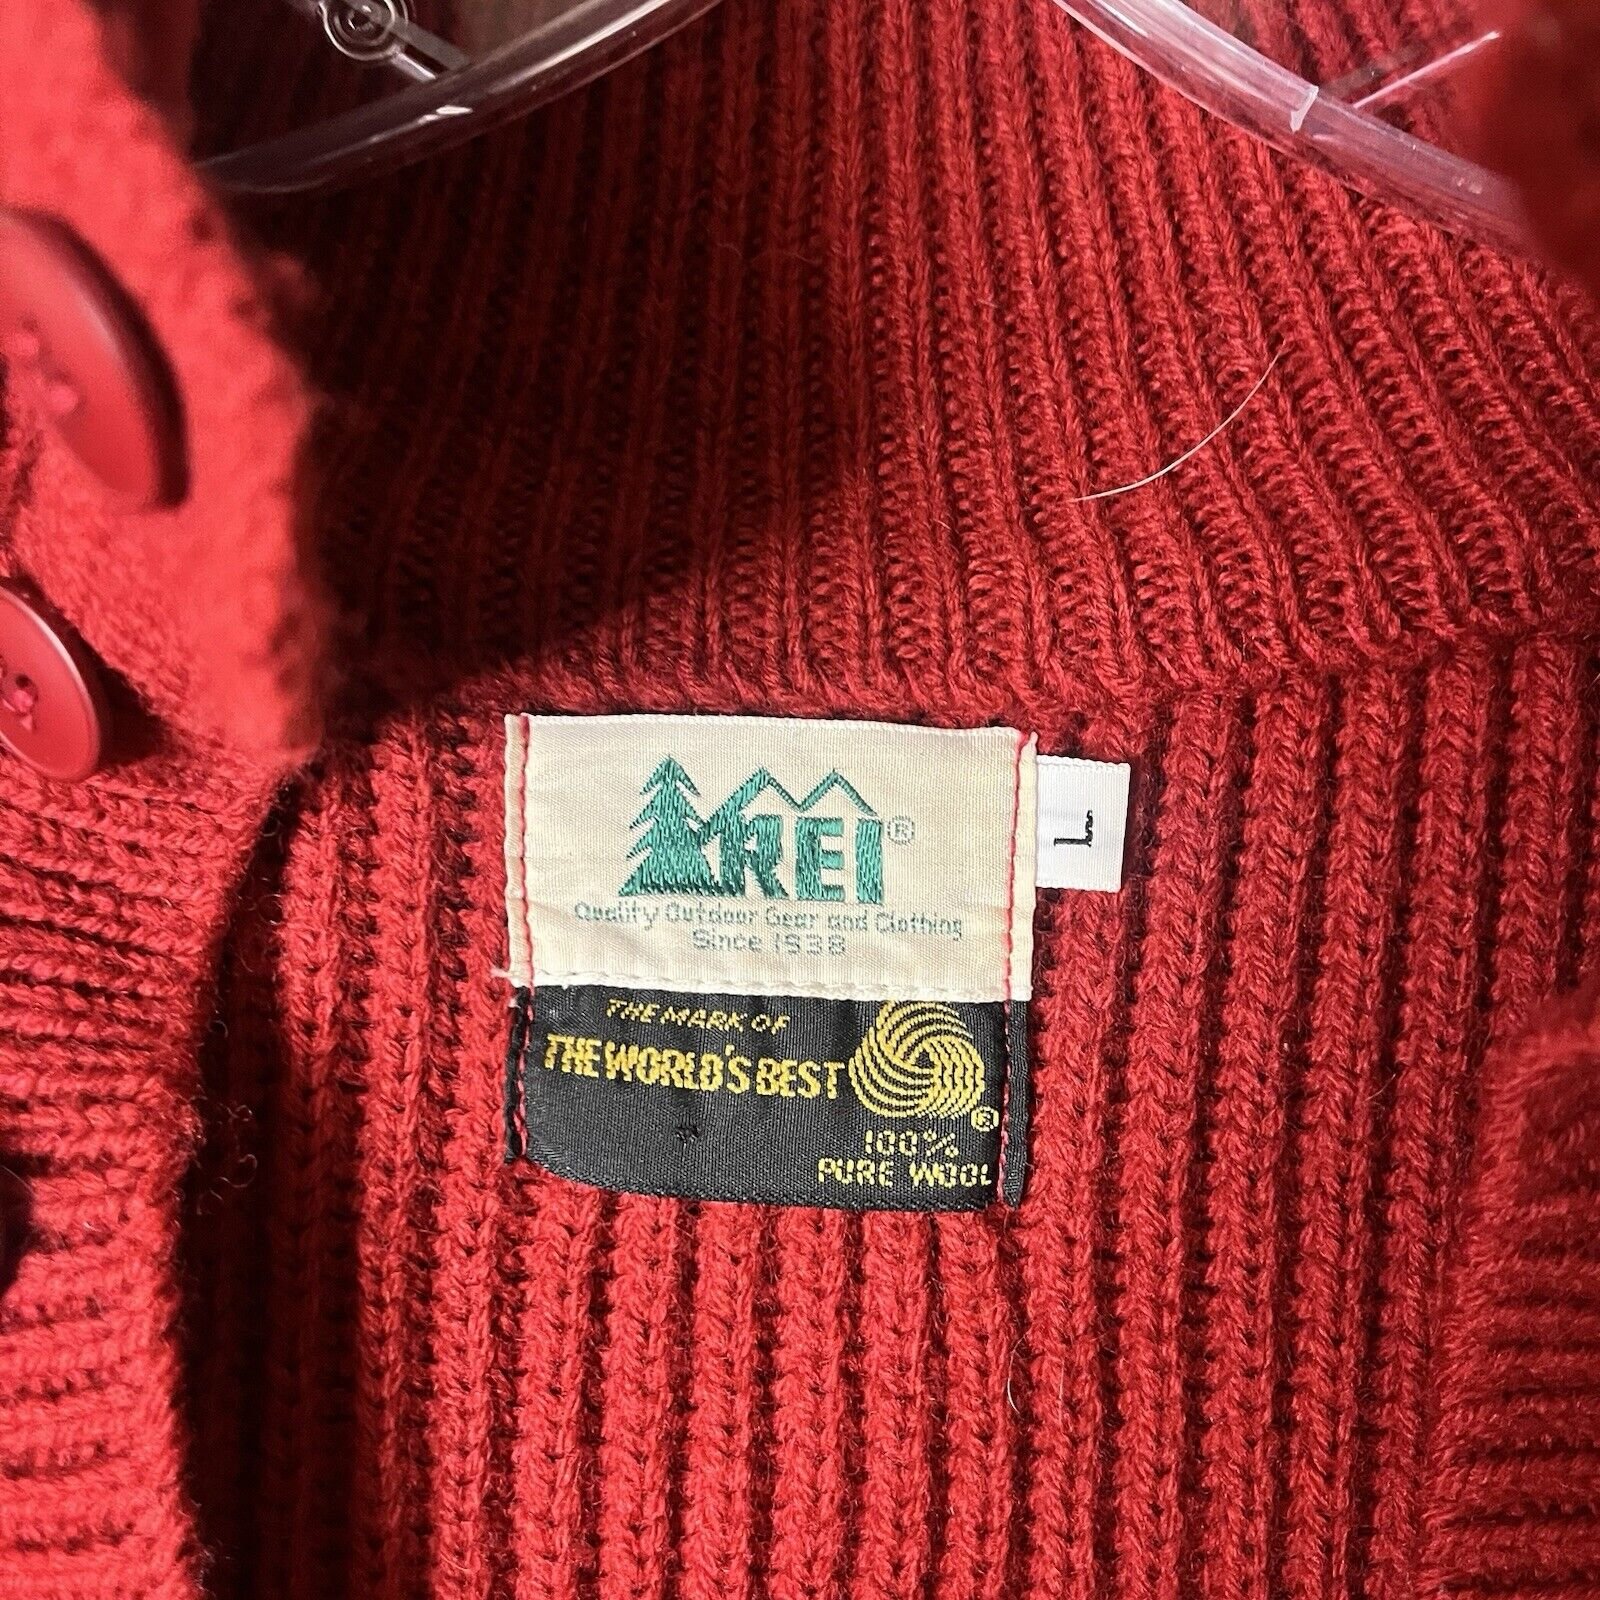 REI®
Quality Outdoor Gear and Clothing
Since 1938
L
THE MARK OF
THE WORLD'S BEST
®
100%
PURE WOOL